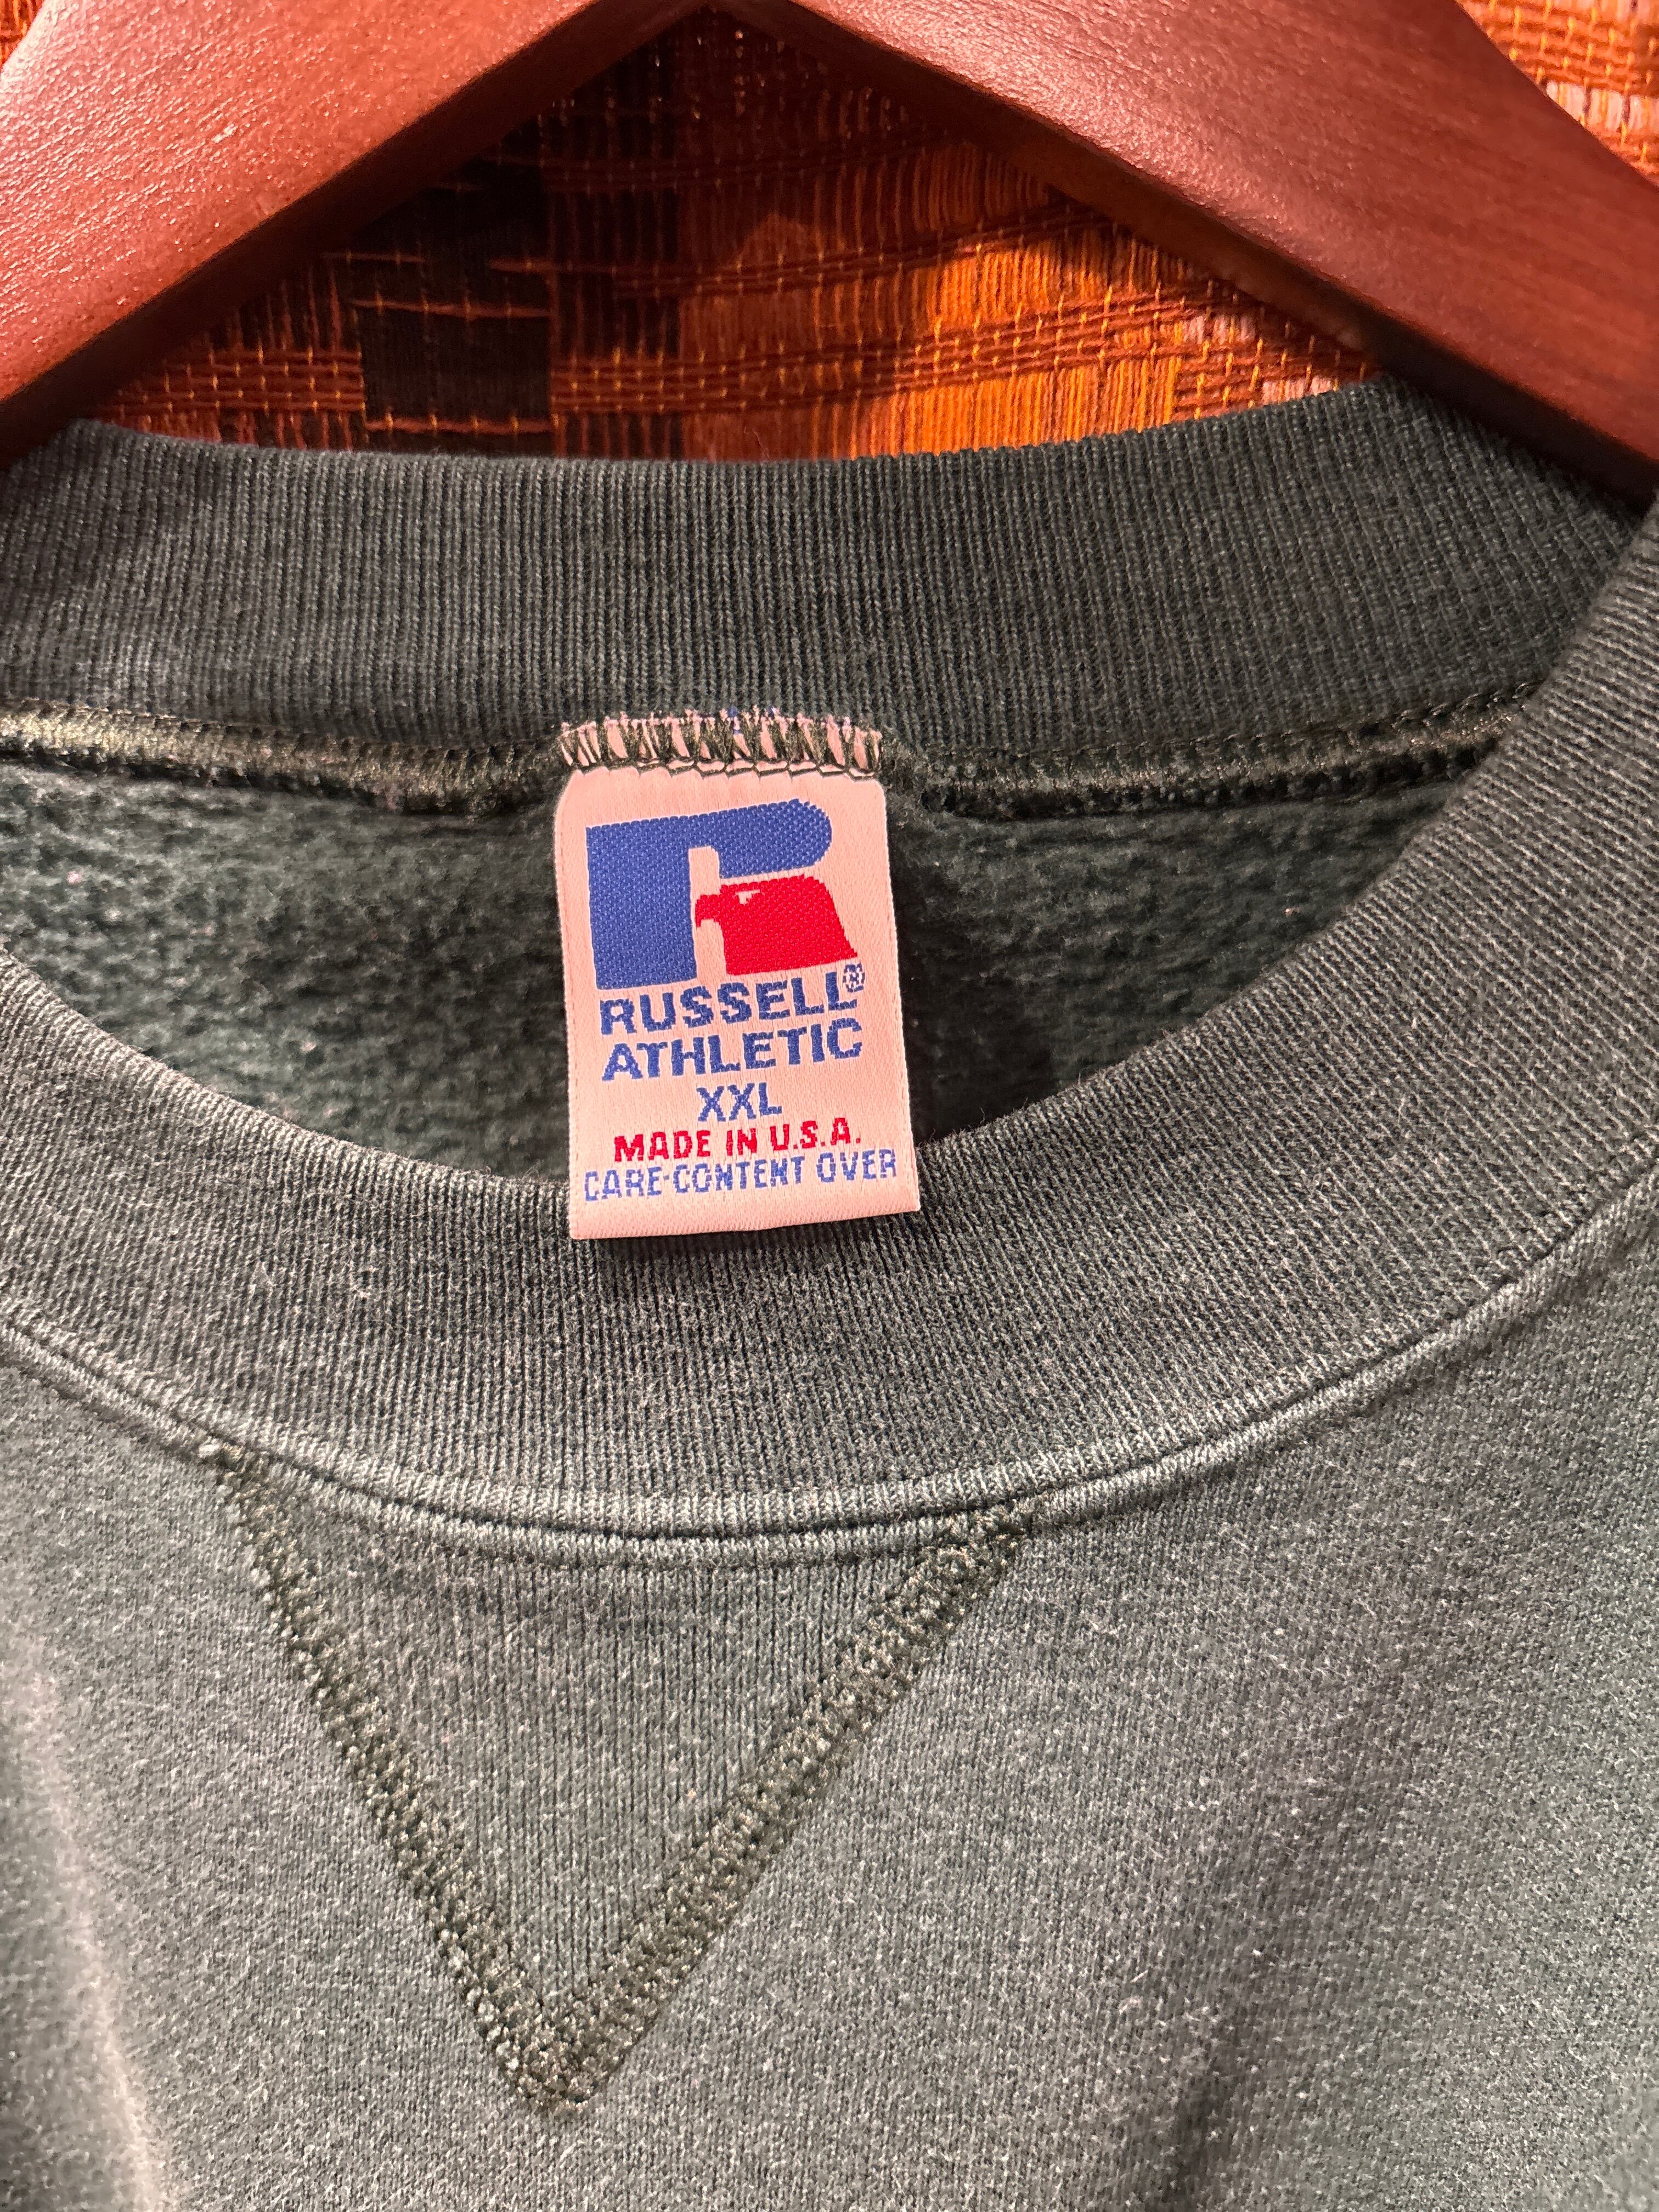 RUSSELL®
ATHLETIC
XXL
MADE IN U.S.A.
CARE-CONTENT OVER